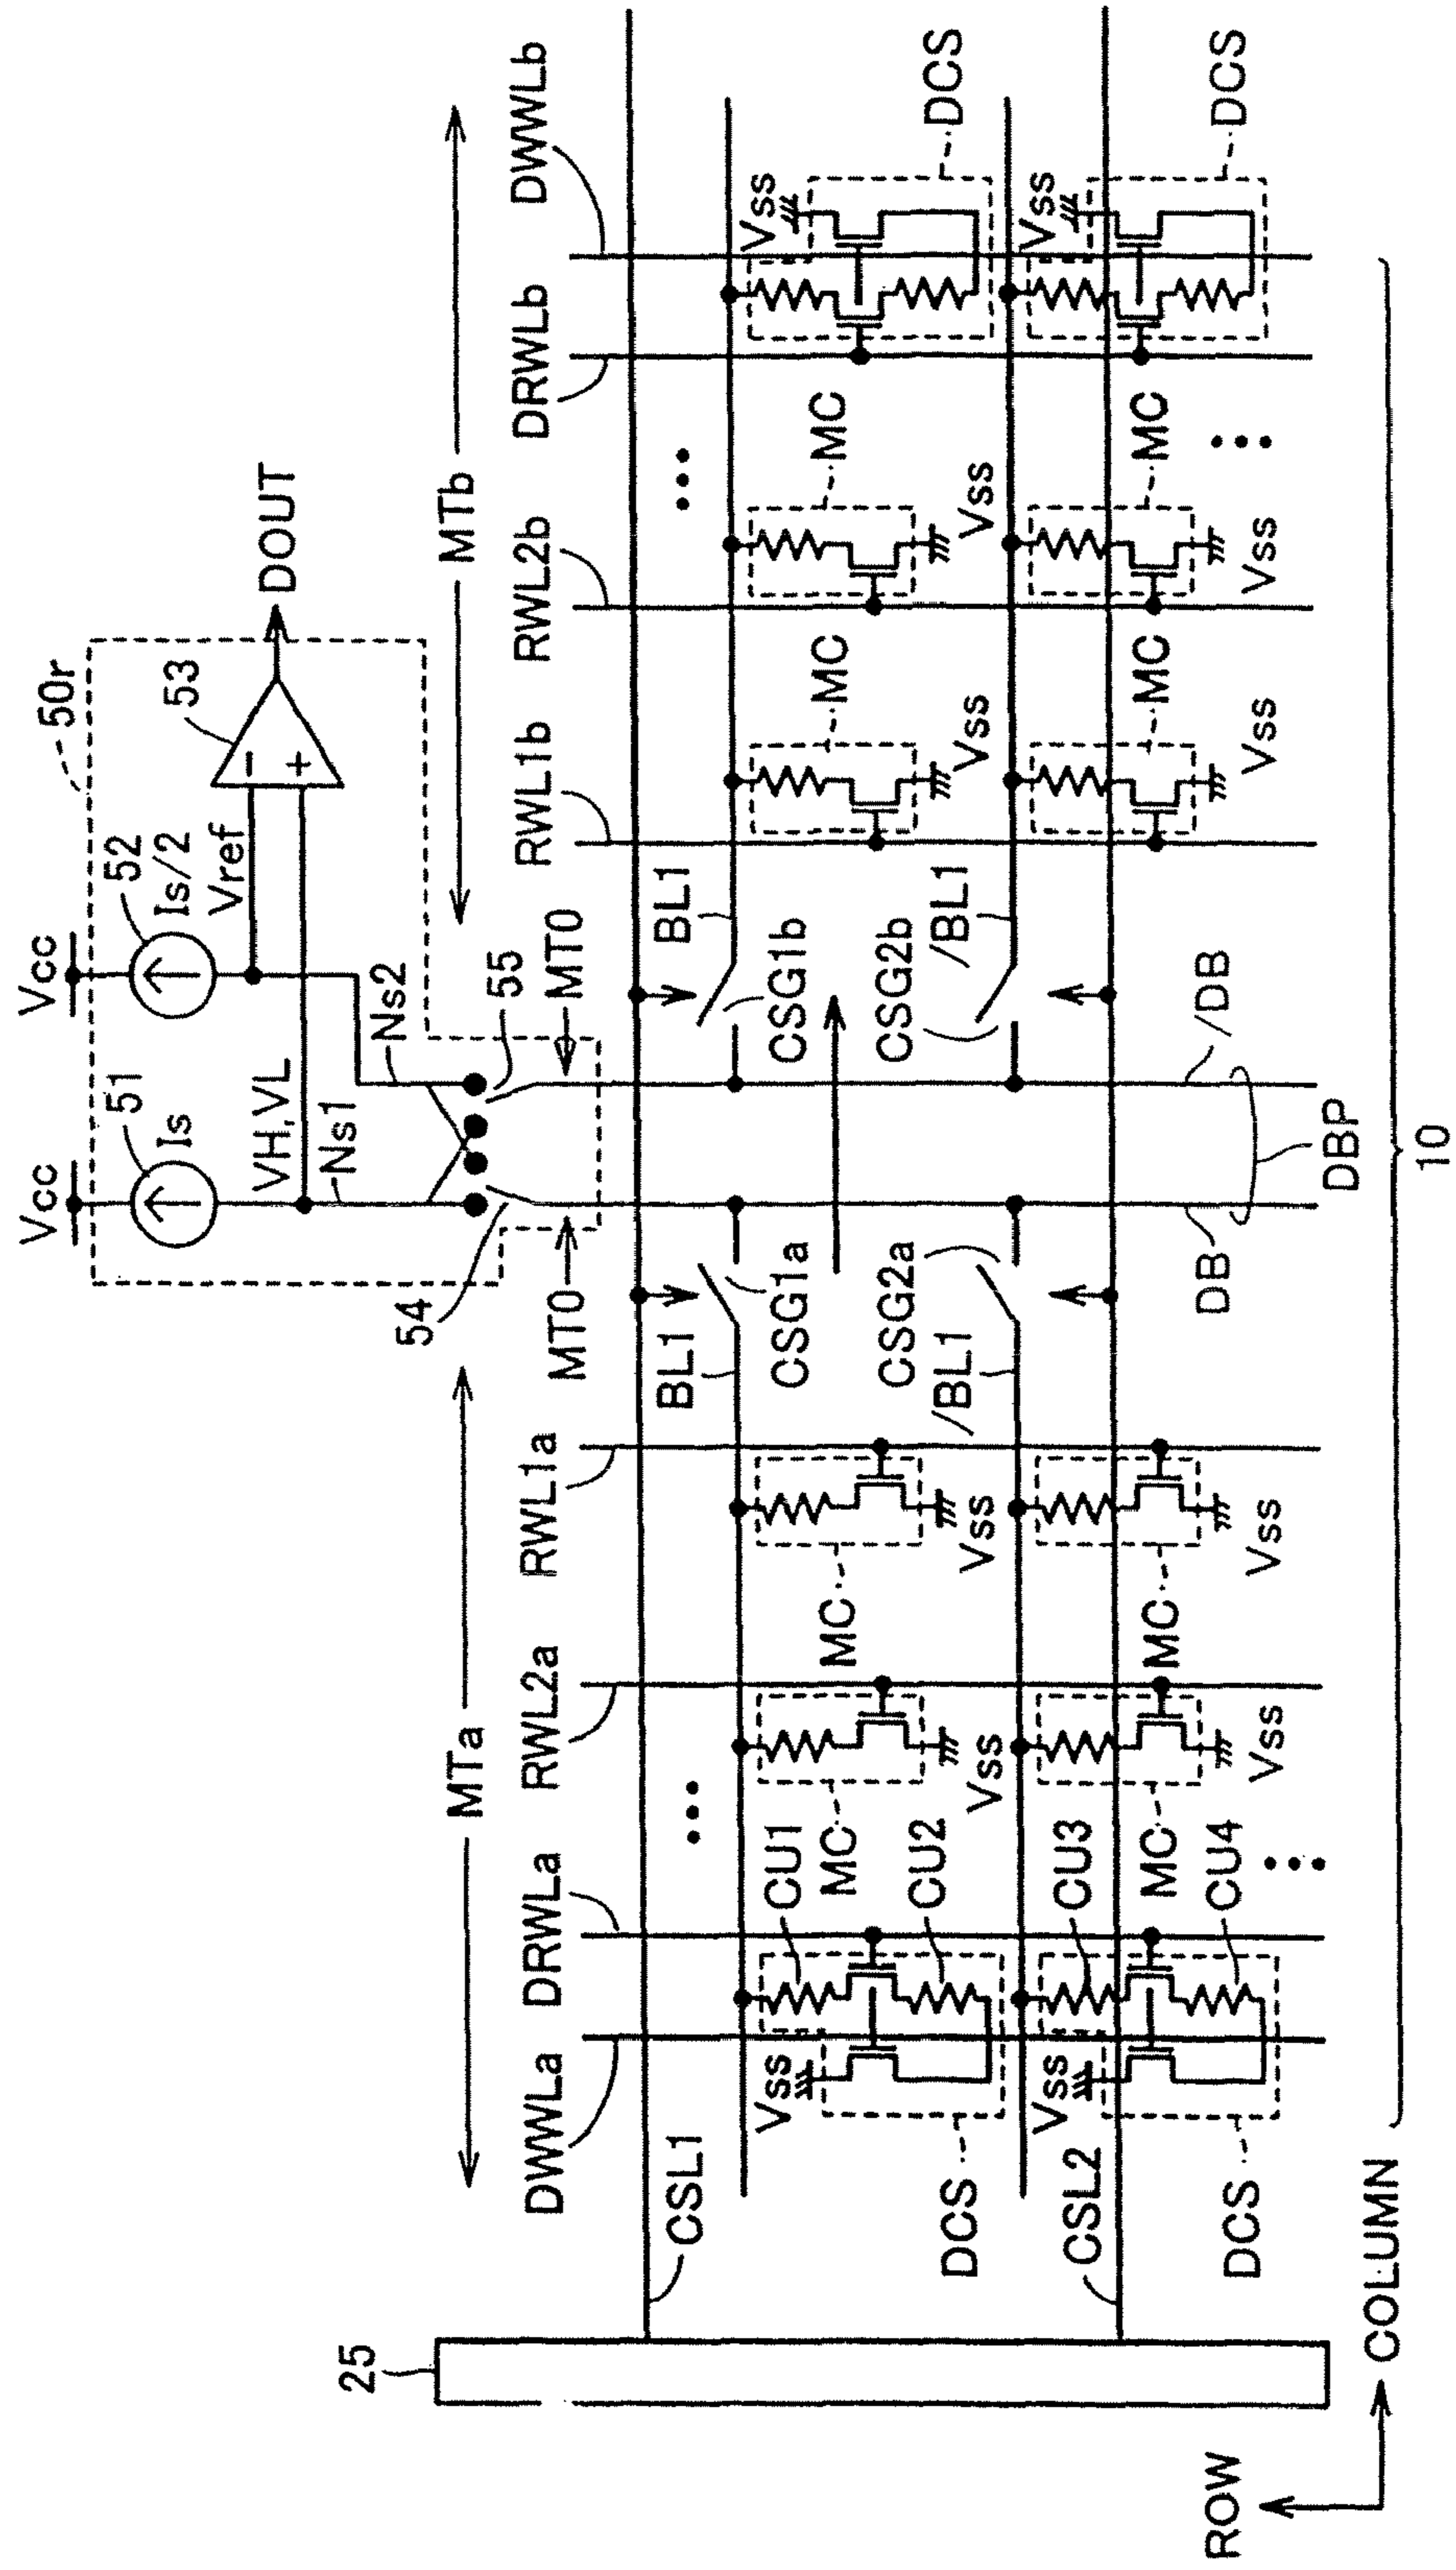 50r
Vcc
Vcc
51
Is
52
Is/2
53
DOUT
Vref
VH,VL
Ns1
Ns2
54
55
MT0
MT0
MTa
MTb
25
DWWLa
DRWLa
RWL2a
RWL1a
RWL1b
RWL2b
DRWLb
DWWLb
CSL1
BL1
BL1
CSG1a
CSG1b
Vss
CU1
CU2
MC
Vss
MC
Vss
MC
Vss
MC
Vss
Vss
DCS
DCS
CSL2
/BL1
/BL1
CSG2a
CSG2b
Vss
CU3
CU4
MC
Vss
MC
Vss
MC
Vss
MC
Vss
Vss
DCS
DCS
DB
/DB
DBP
10
ROW
COLUMN